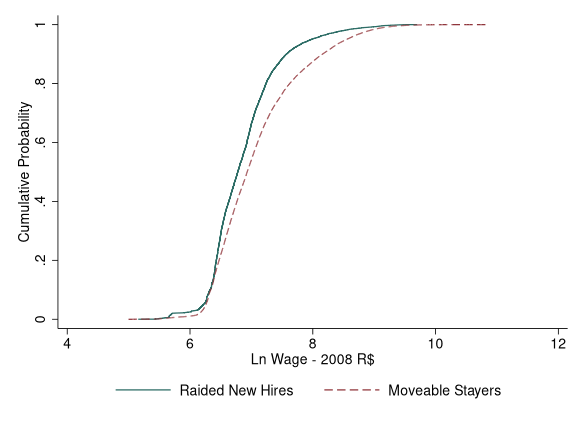 1
.8
.6
.4
.2
0
Cumulative Probability
4 6 8 10 12
Ln Wage - 2008 R$
Raided New Hires Moveable Stayers